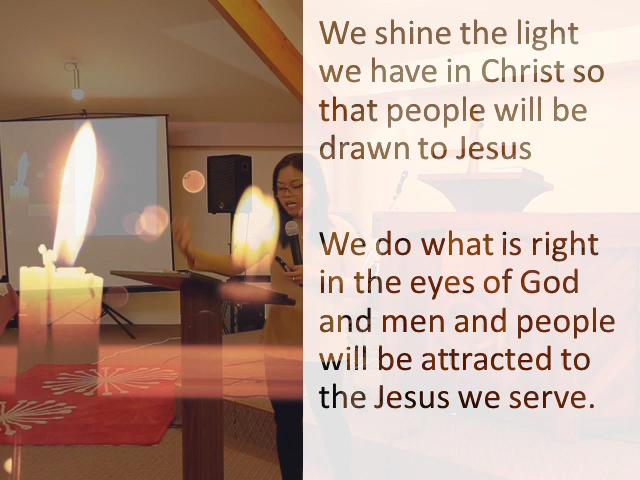 We shine the light
we have in Christ so
that people will be
drawn to Jesus
We do what is right
in the eyes of God
and men and people
will be attracted to
the Jesus we serve.